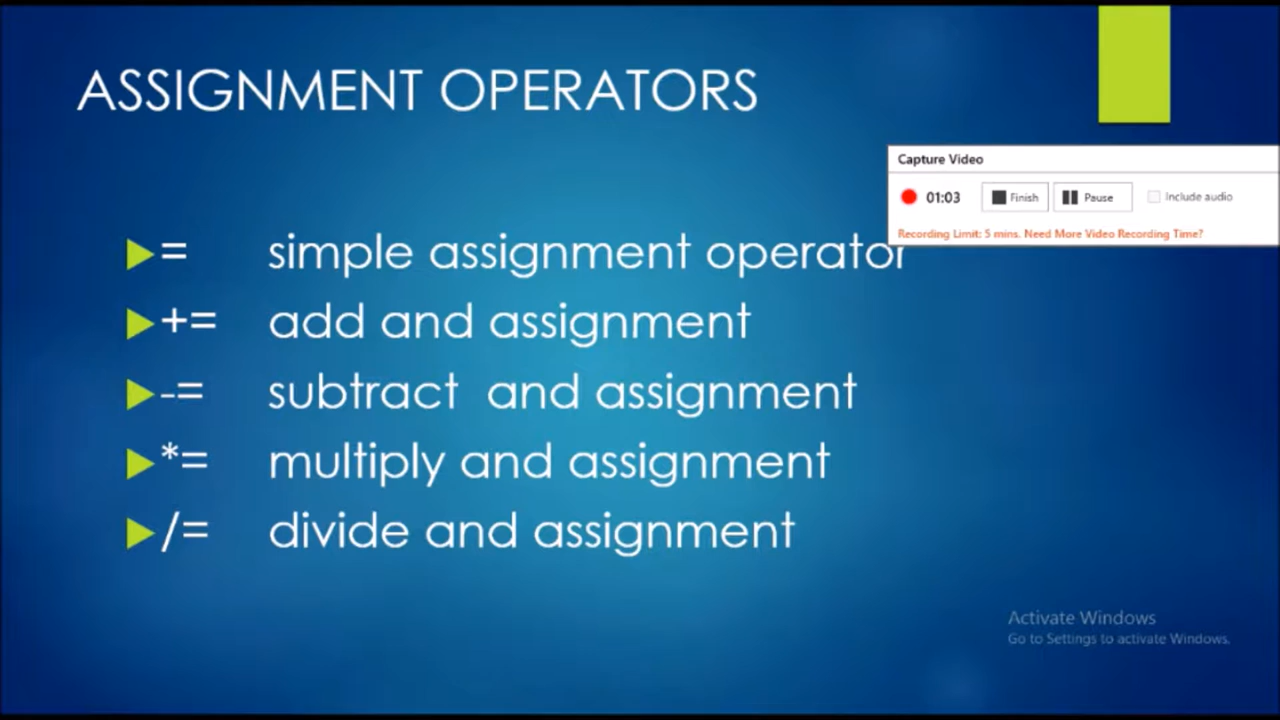 ASSIGNMENT OPERATORS
Capture Video
01:03 Finish Pause Include audio
Recording Limit: 5 mins. Need More Video Recording Time?
= simple assignment operator
+= add and assignment
-= subtract  and assignment
*= multiply and assignment
/= divide and assignment
Activate Windows
Go to Settings to activate Windows.